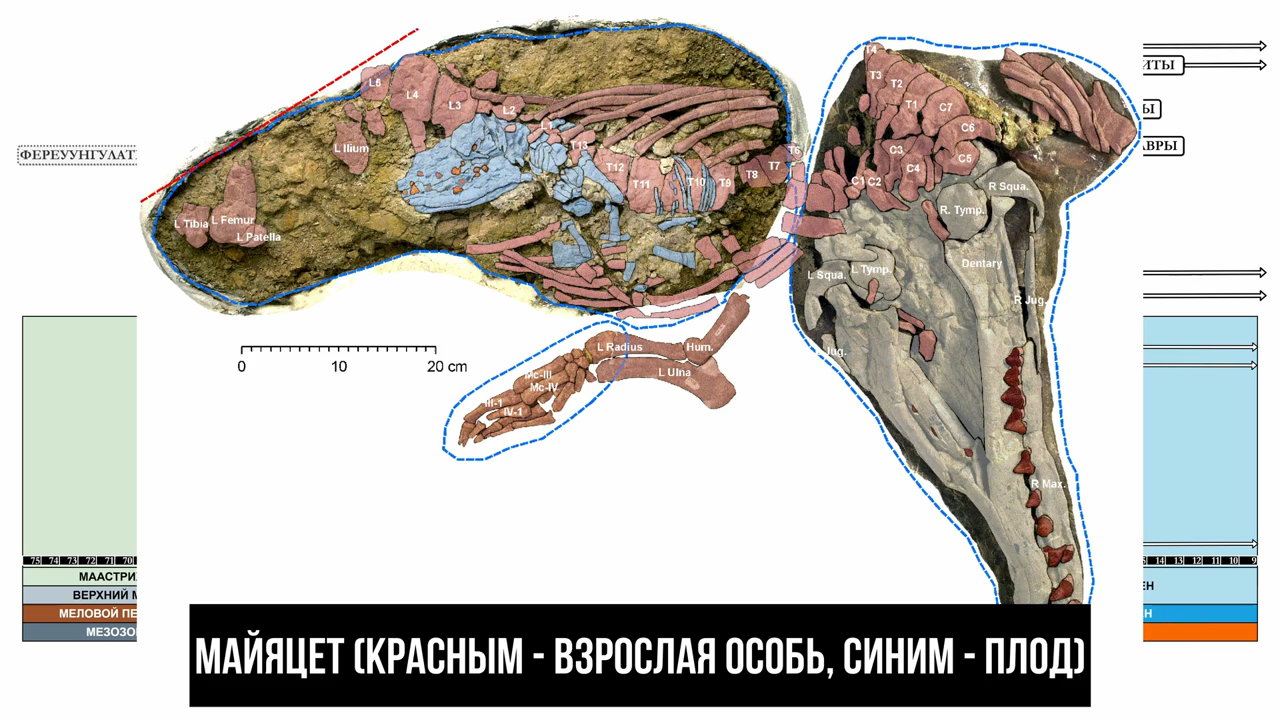 T4
T3
T2
T1
C7
C6
C5
C3
C4
C1
C2
L5
L4
L3
L2
L1
T13
T12
T11
T10
T9
T8
T7
T6
L Ilium
L Tibia
L Femur
L Patella
R Squa.
R. Tymp.
L Squa.
L Tymp.
Dentary
R Jug.
Jug.
R Max.
L Radius
Hum.
L Ulna
Mc-III
Mc-IV
III-1
IV-1
0 10 20 cm
ФЕРЕУУНГУЛАТ
ИТЫ
Ы
АВРЫ
75 74 73 72 71 70
14 13 12 11 10 9
МААСТРИ
ВЕРХНИЙ М
МЕЛОВОЙ ПЕ
МЕЗОЗО
ЕН
Н
МАЙЯЦЕТ (КРАСНЫМ - ВЗРОСЛАЯ ОСОБЬ, СИНИМ - ПЛОД)